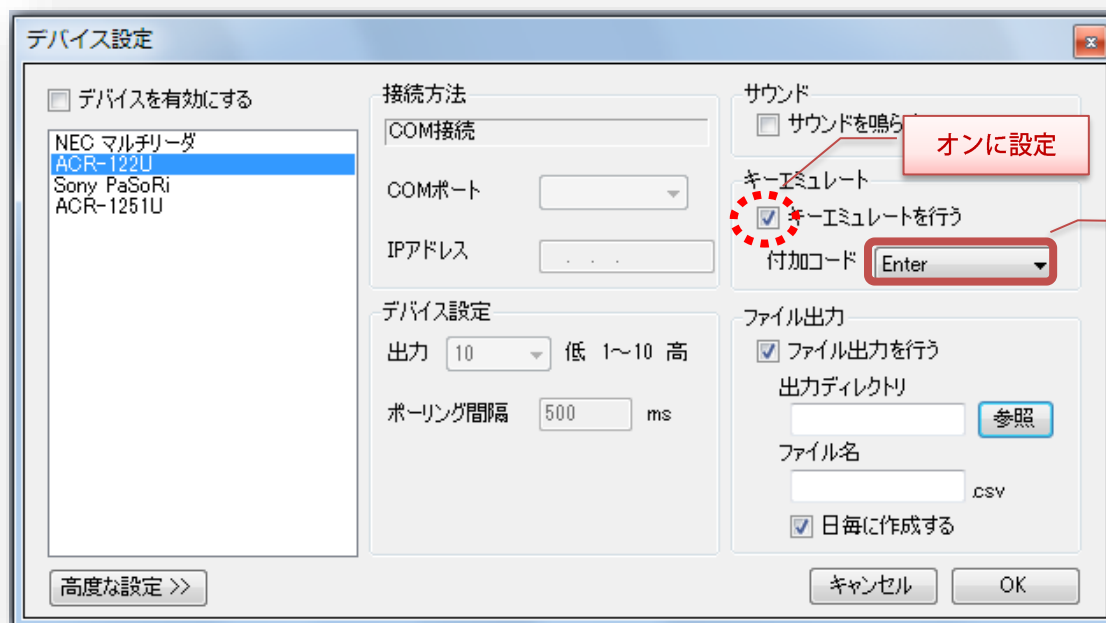 デバイス設定
デバイスを有効にする
NEC マルチリーダ
ACR-122U
Sony PaSoRi
ACR-1251U
高度な設定 >>
接続方法
COM接続
COMポート
IPアドレス
. . .
デバイス設定
出力 10 低 1～10 高
ポーリング間隔 500 ms
サウンド
サウンドを鳴ら
オンに設定
キーエミュレート
キーエミュレートを行う
付加コード Enter
ファイル出力
ファイル出力を行う
出力ディレクトリ
参照
ファイル名
.csv
日毎に作成する
キャンセル
OK